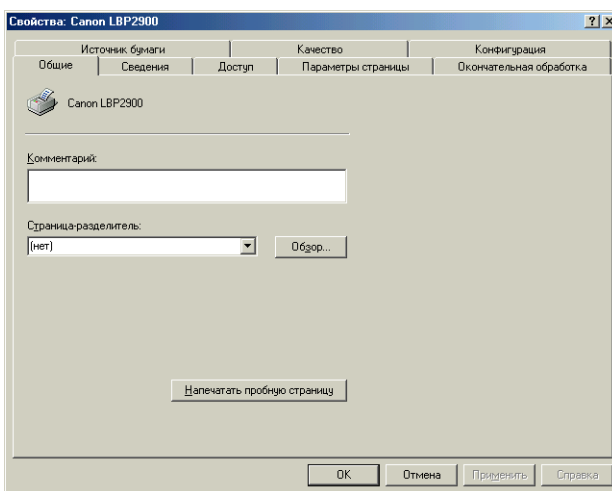 Свойства: Canon LBP2900
Источник бумаги Качество Конфигурация
Общие Сведения Доступ Параметры страницы Окончательная обработка
Canon LBP2900
Комментарий:
Страница-разделитель:
(нет) Обзор...
Напечатать пробную страницу
OK Отмена Применить Справка